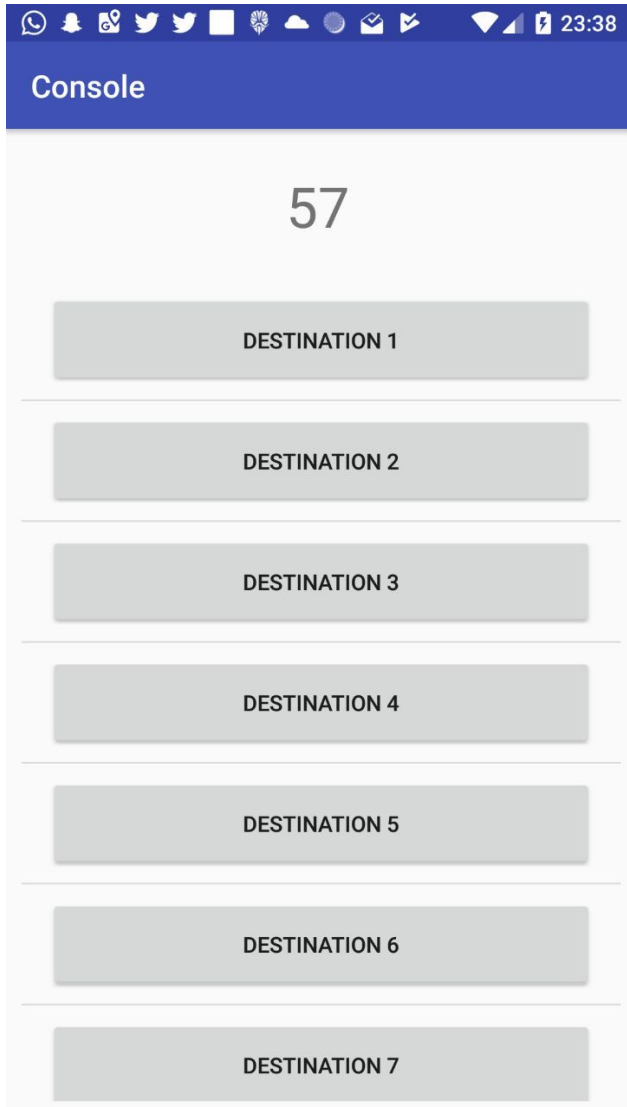 23:38
Console
57
DESTINATION 1
DESTINATION 2
DESTINATION 3
DESTINATION 4
DESTINATION 5
DESTINATION 6
DESTINATION 7